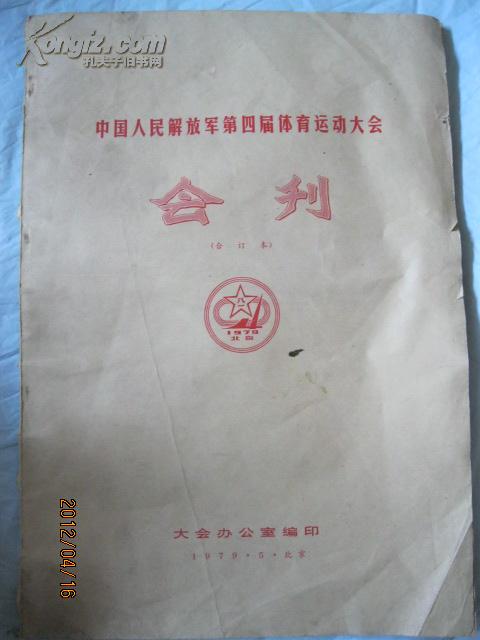 Kongfz.com
孔夫子旧书网
中国人民解放军第四届体育运动大会
会刊
(合订本)
八一
1979
北京
大会办公室编印
1979·5·北京
2012/04/16